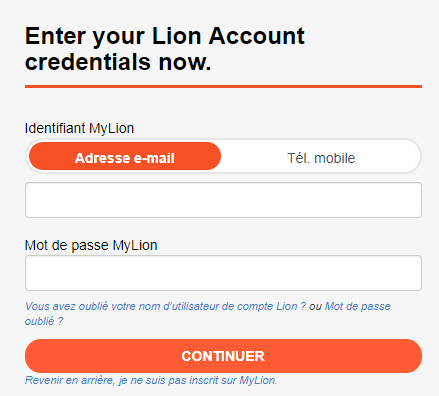 Enter your Lion Account
credentials now.
Identifiant MyLion
Adresse e-mail Tél. mobile
Mot de passe MyLion
Vous avez oublié votre nom d'utilisateur de compte Lion ? ou Mot de passe
oublié ?
CONTINUER
Revenir en arrière, je ne suis pas inscrit sur MyLion.